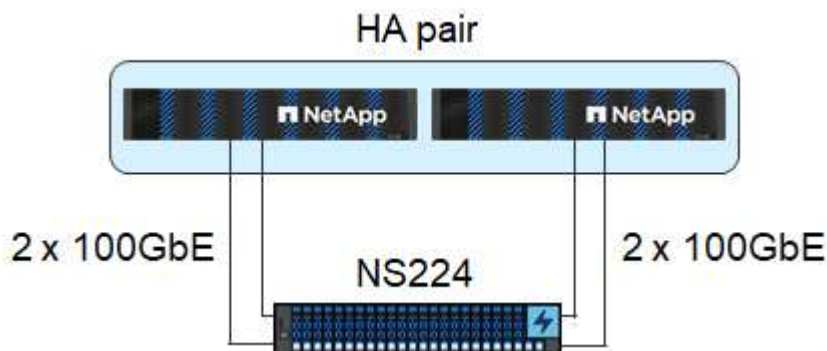 HA pair
NetApp
NetApp
2 x 100GbE
2 x 100GbE
NS224